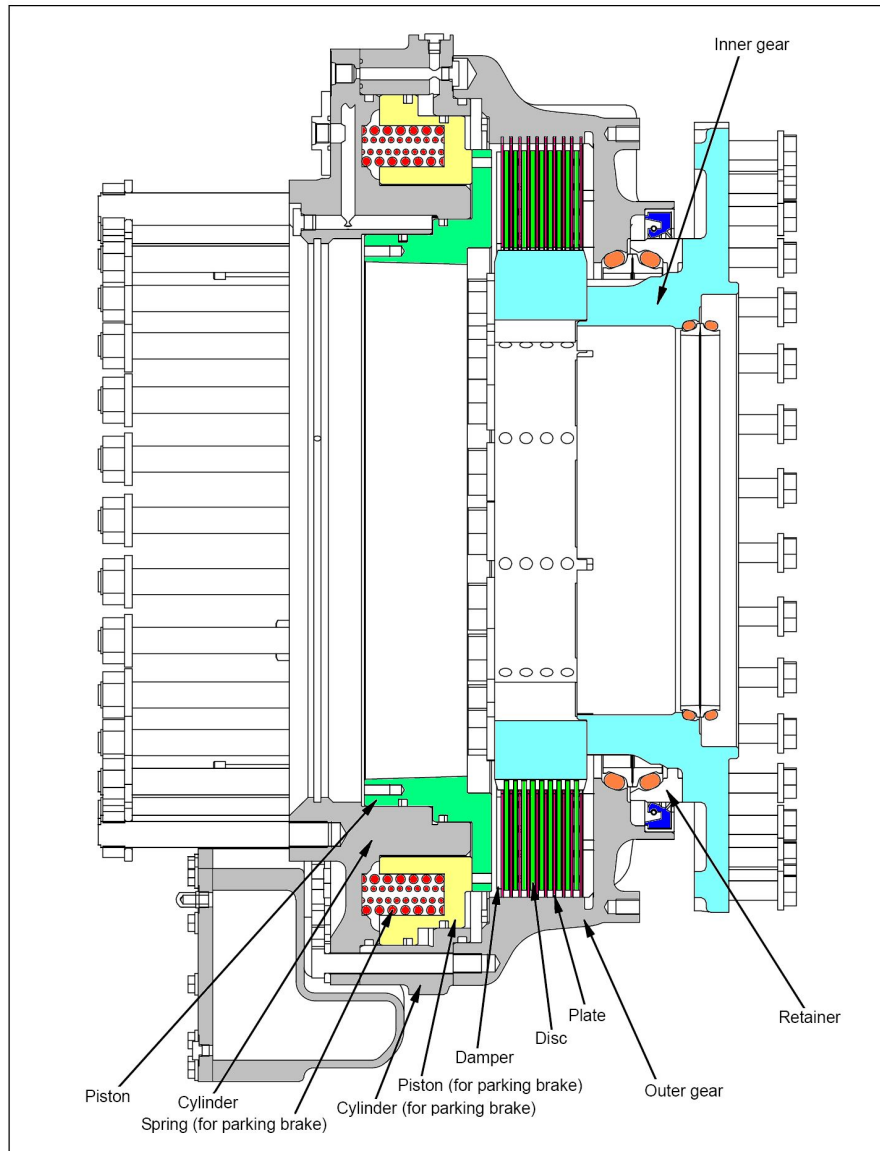 Inner gear
Plate
Disc
Retainer
Damper
Piston (for parking brake)
Outer gear
Piston
Cylinder
Cylinder (for parking brake)
Spring (for parking brake)